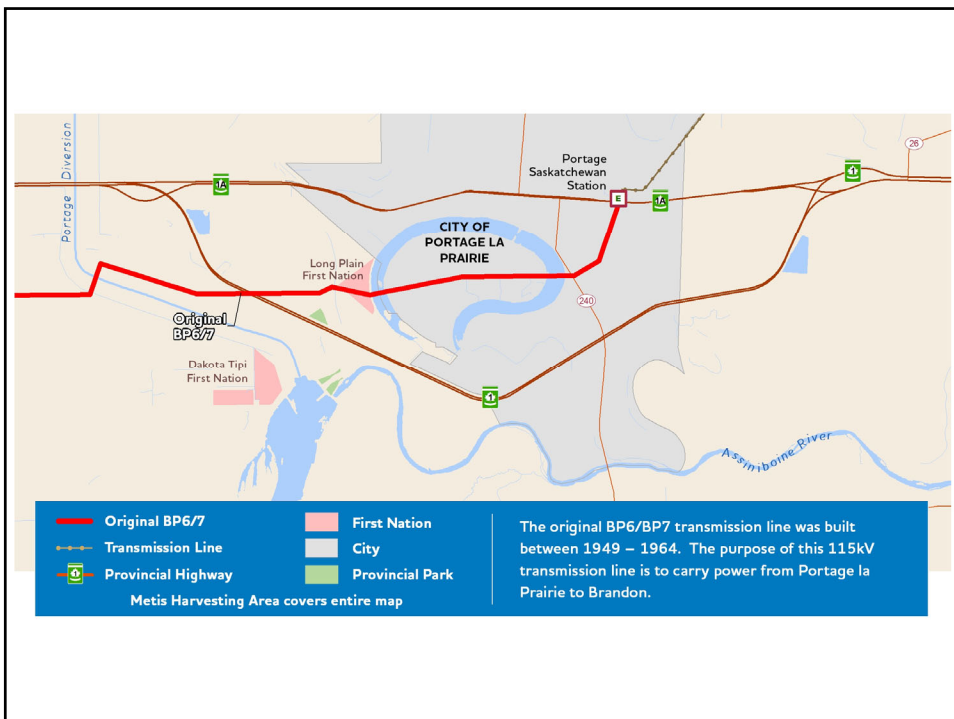 Portage Diversion
26
1
1A
Portage
Saskatchewan
Station
E
1A
CITY OF
PORTAGE LA
PRAIRIE
Long Plain
First Nation
240
Original
BP6/7
Dakota Tipi
First Nation
1
Assiniboine River
Original BP6/7
Transmission Line
1
Provincial Highway
Metis Harvesting Area covers entire map
First Nation
City
Provincial Park
The original BP6/BP7 transmission line was built
between 1949 – 1964. The purpose of this 115kV
transmission line is to carry power from Portage la
Prairie to Brandon.